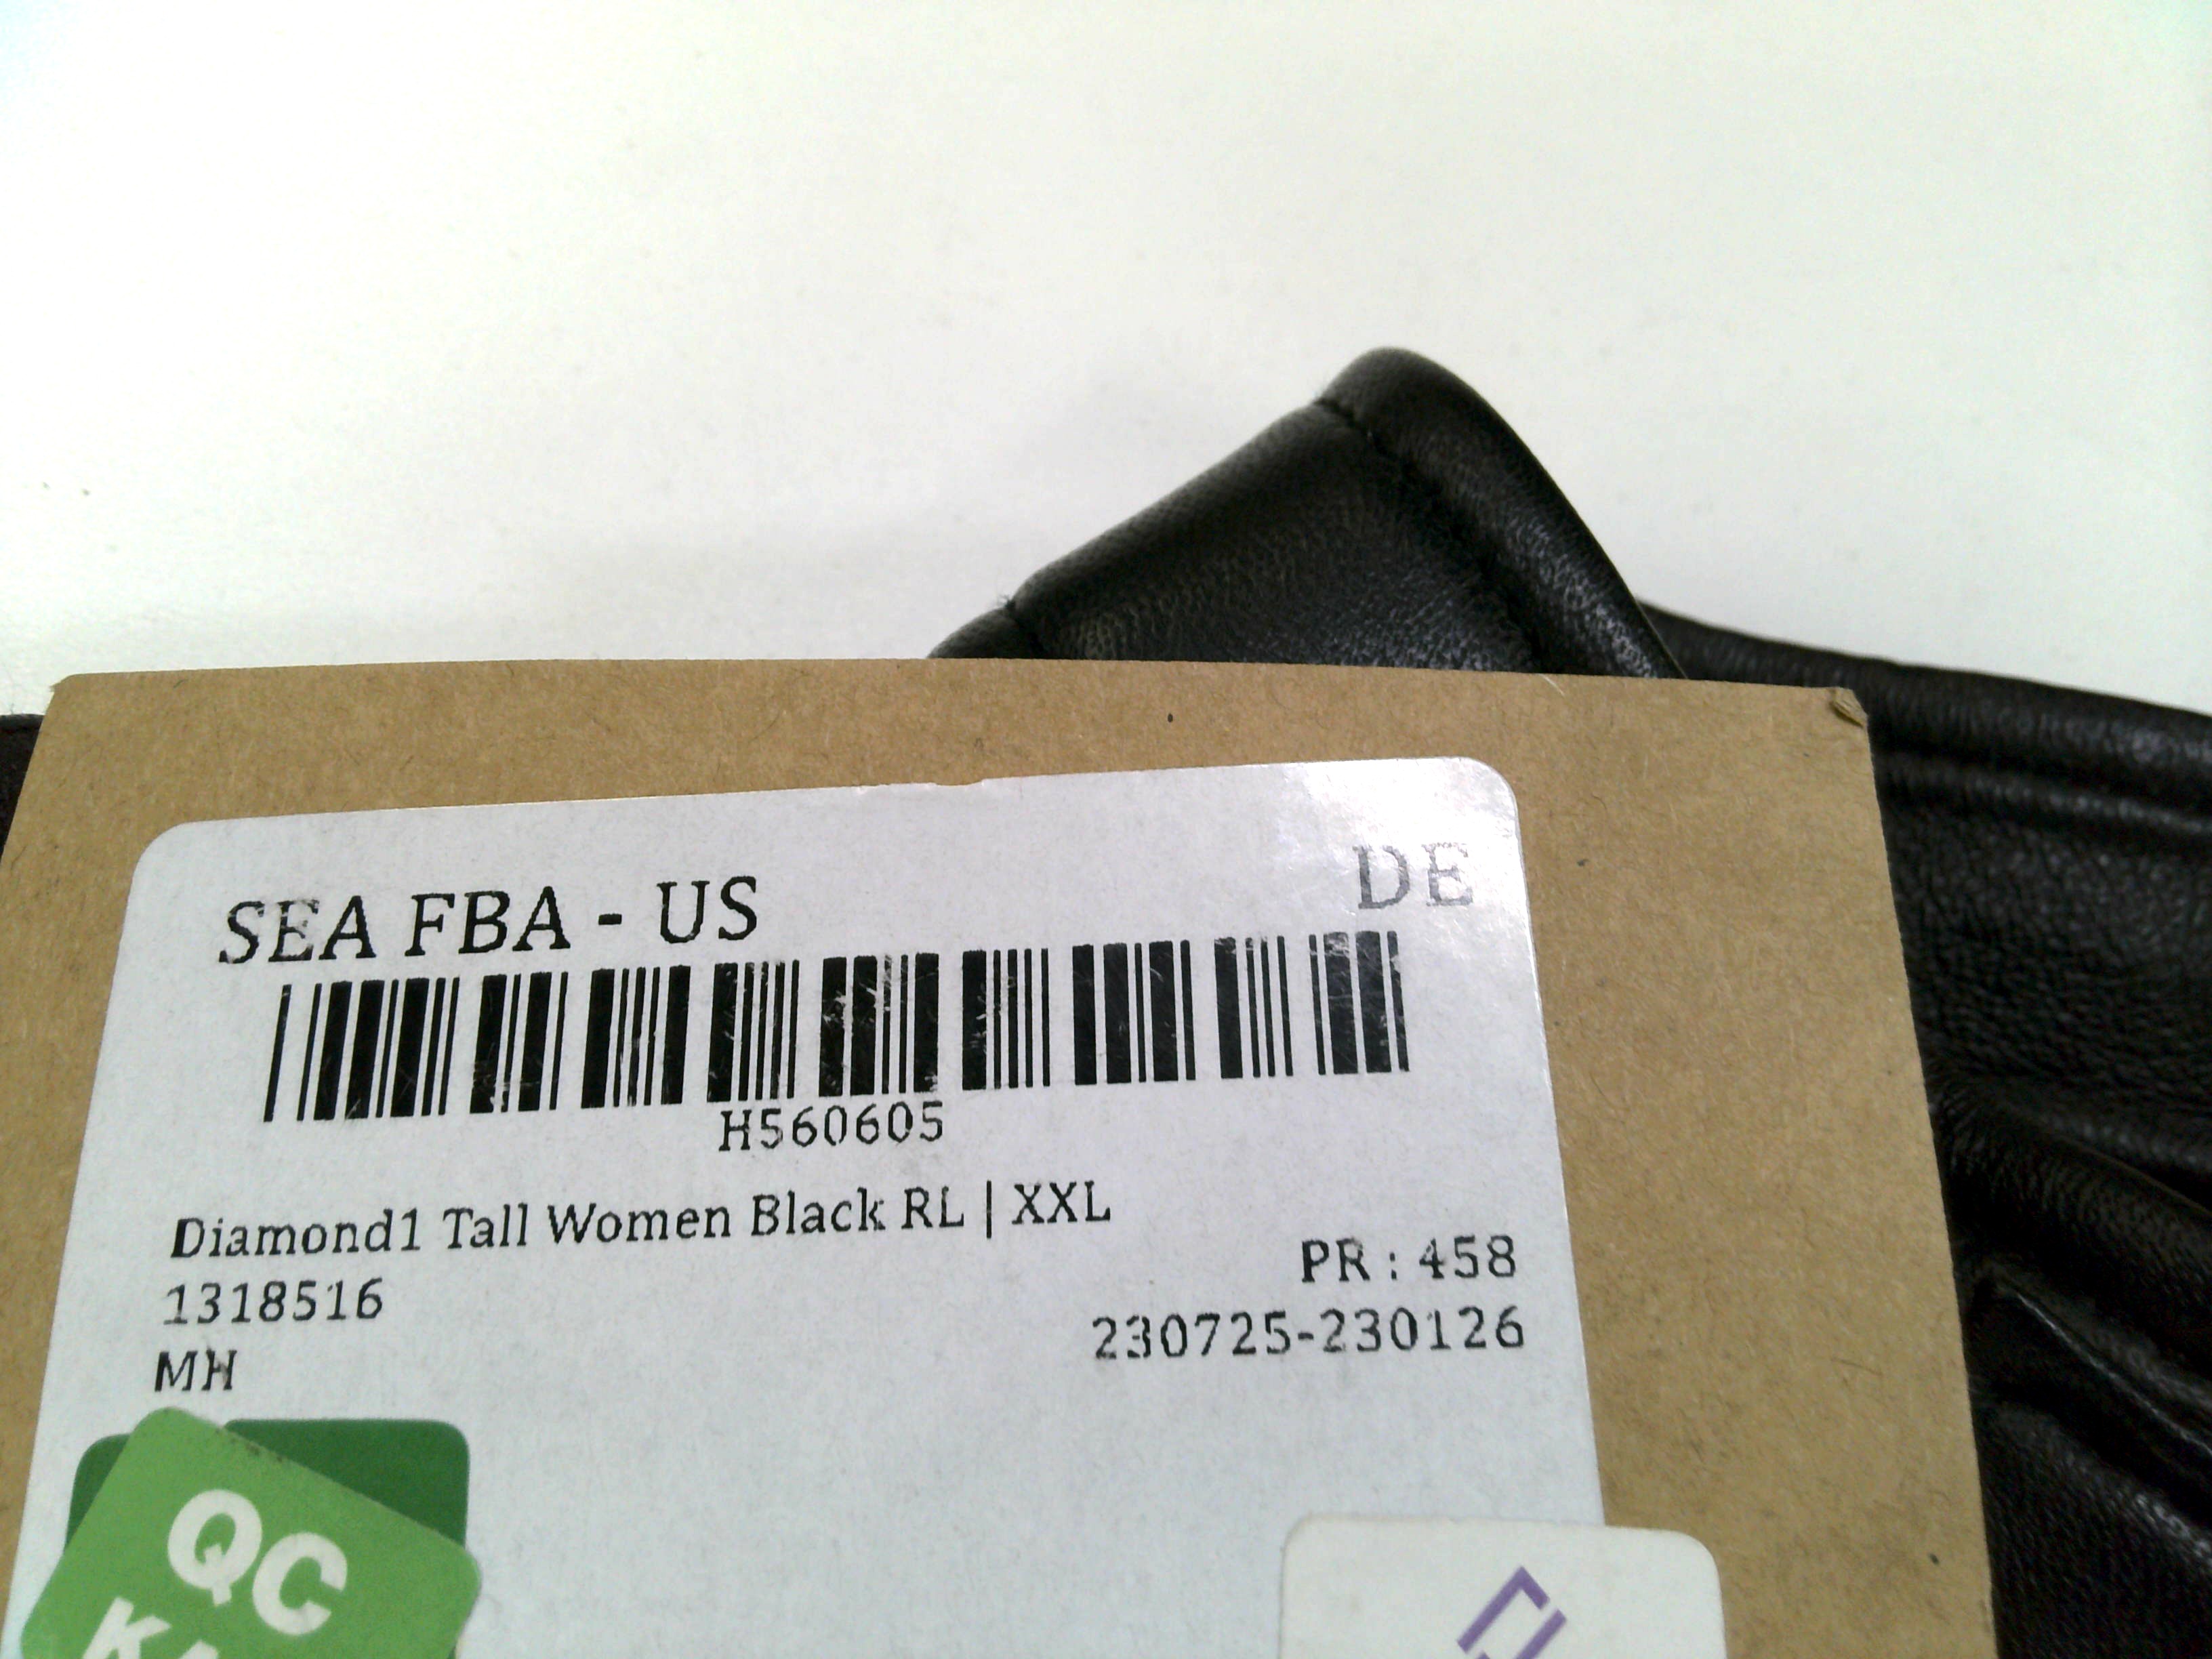 SEA FBA - US
DE
H560605
Diamond1 Tall Women Black RL | XXL
1318516
PR : 458
MH
230725-230126
QC